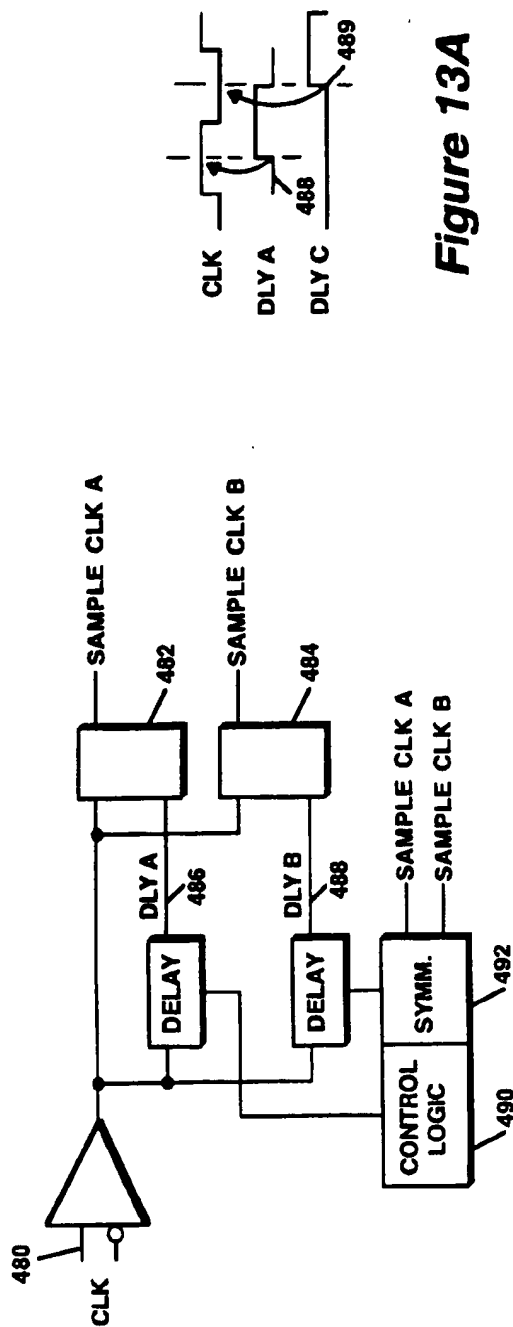 480
CLK
SAMPLE CLK A
482
DLY A
486
DELAY
SAMPLE CLK B
484
DLY B
488
DELAY
CONTROL
LOGIC
SYMM.
490
492
SAMPLE CLK A
SAMPLE CLK B
CLK
DLY A
DLY C
488
489
Figure 13A